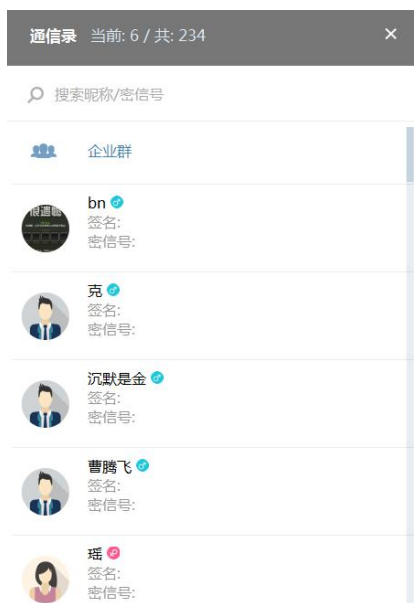 通信录 当前: 6 / 共: 234
搜索昵称/密信号
企业群
bn
签名:
密信号:
克
签名:
密信号:
沉默是金
签名:
密信号:
曹腾飞
签名:
密信号:
瑶
签名:
密信号: